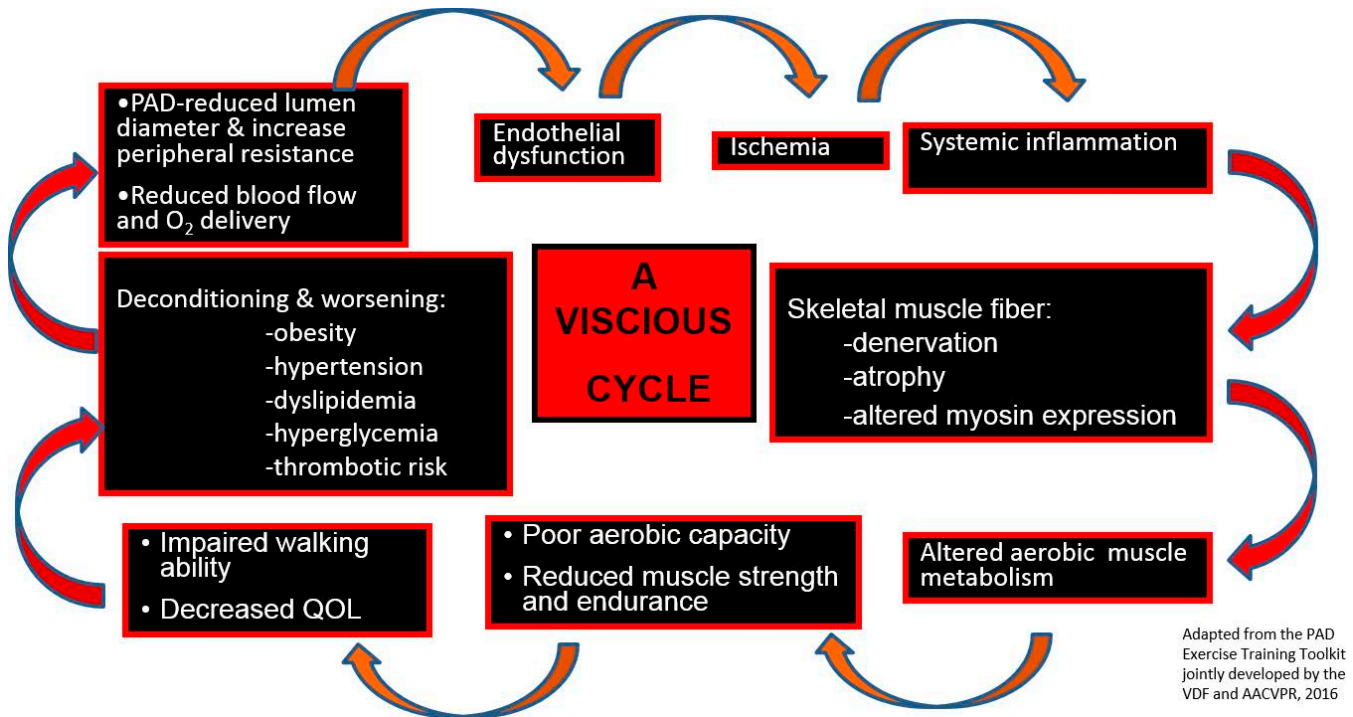 •PAD-reduced lumen
diameter & increase
peripheral resistance
•Reduced blood flow
and O₂ delivery
Endothelial
dysfunction
Ischemia
Systemic inflammation
Deconditioning & worsening:
-obesity
-hypertension
-dyslipidemia
-hyperglycemia
-thrombotic risk
A
VISCIOUS
CYCLE
Skeletal muscle fiber:
-denervation
-atrophy
-altered myosin expression
• Impaired walking
ability
• Decreased QOL
• Poor aerobic capacity
• Reduced muscle strength
and endurance
Altered aerobic muscle
metabolism
Adapted from the PAD
Exercise Training Toolkit
jointly developed by the
VDF and AACVPR, 2016